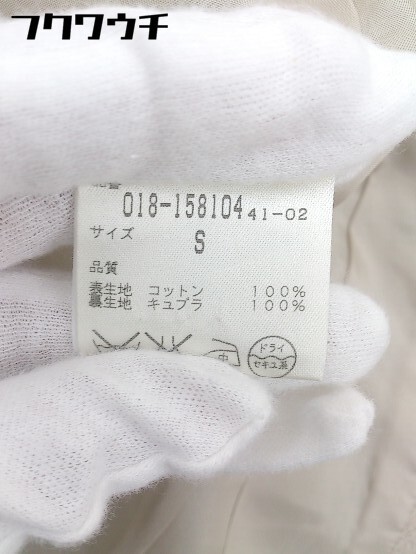 フクワウチ
018-158104 41-02
サイズ
S
品質
表生地 コットン 100%
裏生地 キュプラ 100%
中
ドライ
セキユ系